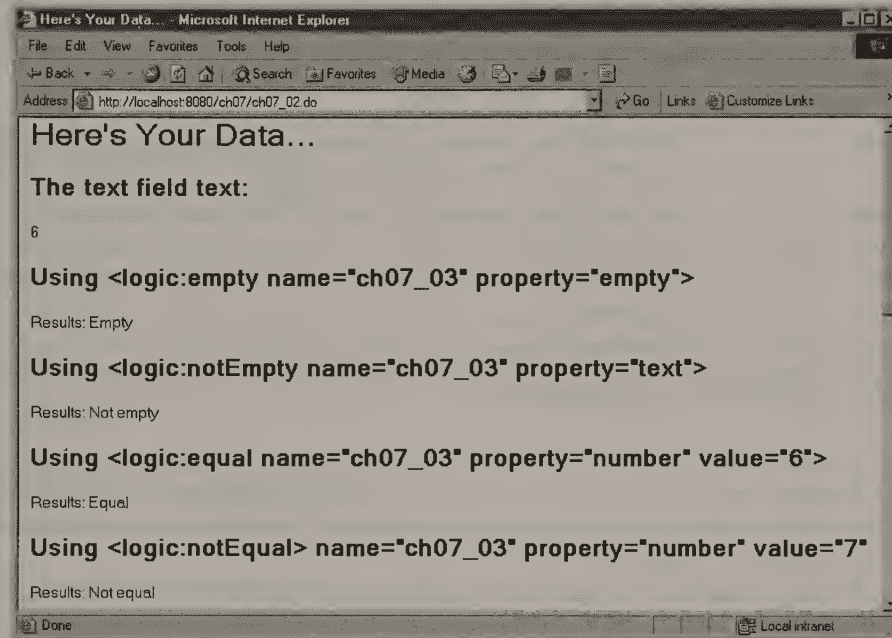 Here's Your Data... - Microsoft Internet Explorer
File Edit View Favorites Tools Help
Back Search Favorites Media
Address http://localhost:8080/ch07/ch07_02.do Go Links Customize Links
Here's Your Data...
The text field text:
6
Using <logic:empty name="ch07_03" property="empty">
Results: Empty
Using <logic:notEmpty name="ch07_03" property="text">
Results: Not empty
Using <logic:equal name="ch07_03" property="number" value="6">
Results: Equal
Using <logic:notEqual> name="ch07_03" property="number" value="7"
Results: Not equal
Done Local intranet